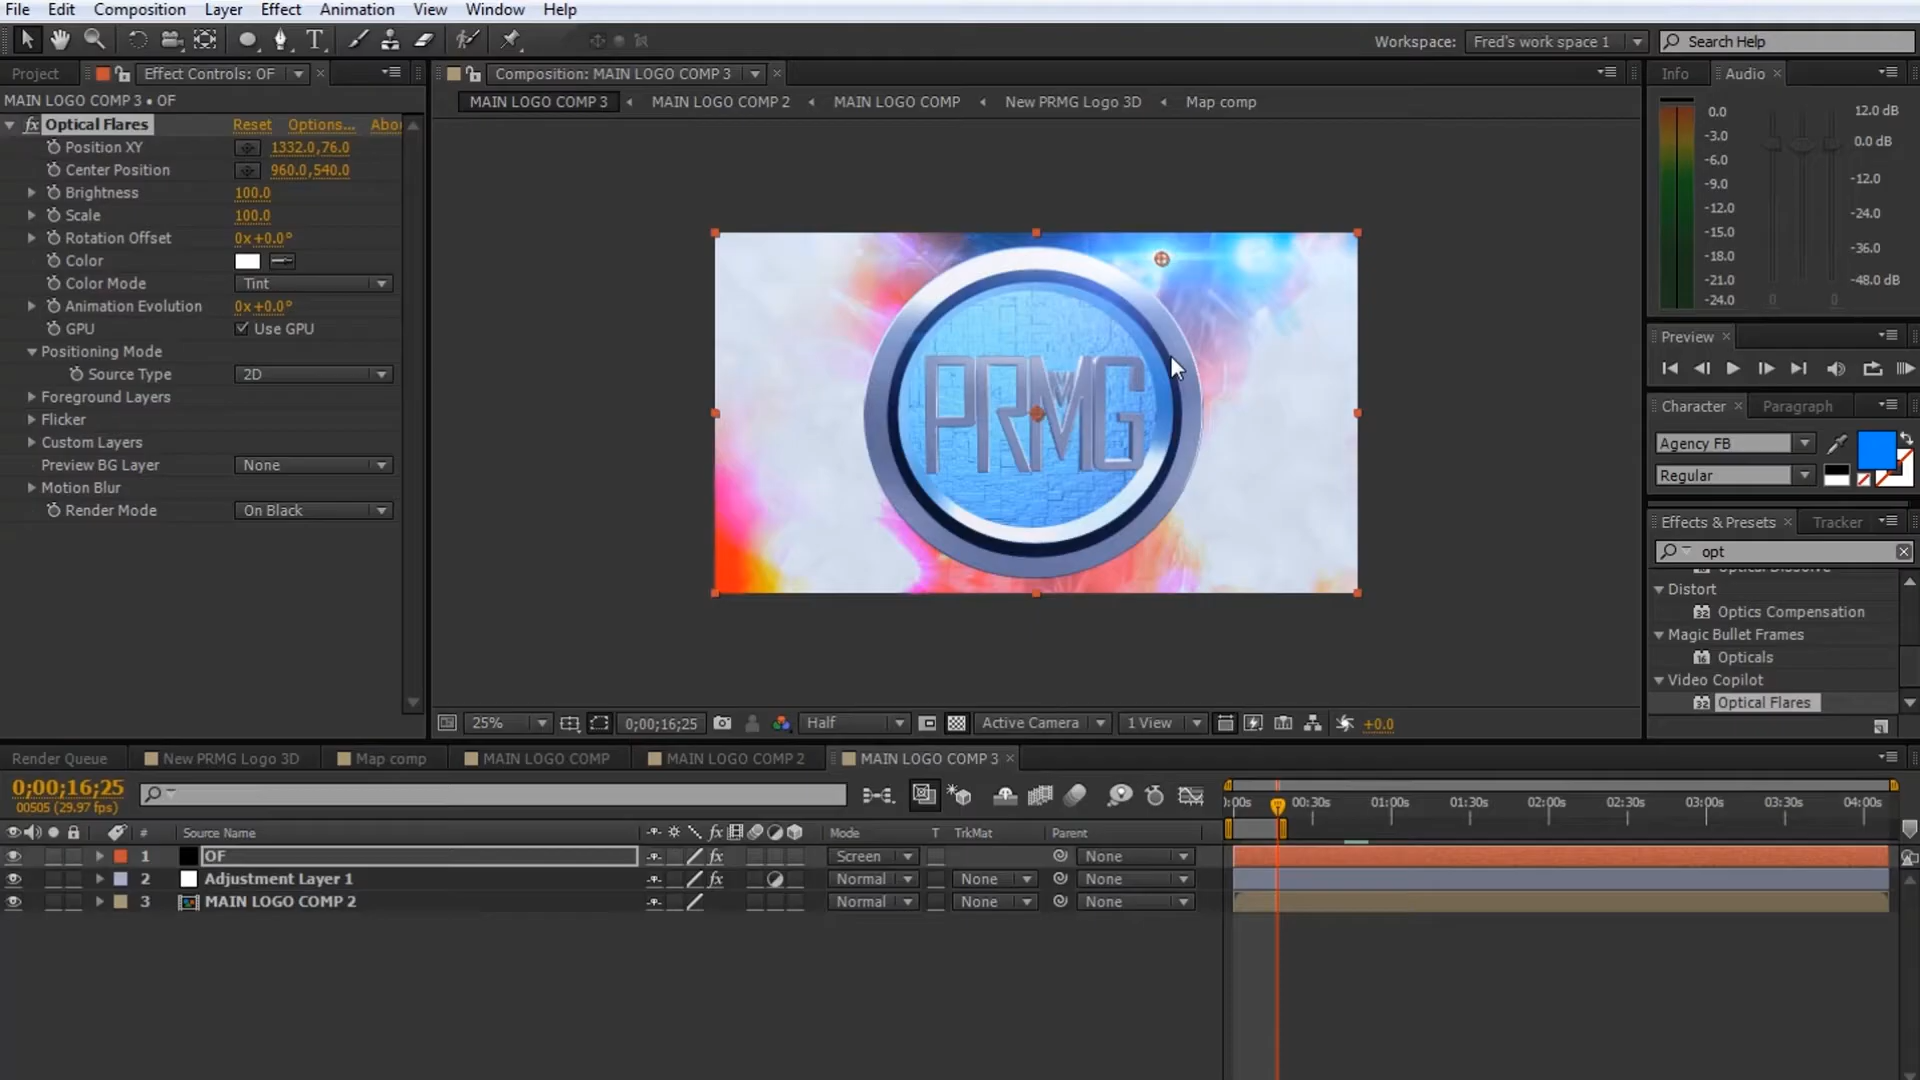 File Edit Composition Layer Effect Animation View Window Help
Workspace: Fred's work space 1 Search Help
Project Effect Controls: OF
MAIN LOGO COMP 3 • OF
fx Optical Flares Reset Options... Abou
Position XY 1332.0,76.0
Center Position 960.0,540.0
Brightness 100.0
Scale 100.0
Rotation Offset 0x+0.0°
Color
Color Mode Tint
Animation Evolution 0x+0.0°
GPU Use GPU
Positioning Mode
Source Type 2D
Foreground Layers
Flicker
Custom Layers
Preview BG Layer None
Motion Blur
Render Mode On Black
Composition: MAIN LOGO COMP 3
MAIN LOGO COMP 3 MAIN LOGO COMP 2 MAIN LOGO COMP New PRMG Logo 3D Map comp
PRMG
25% 0;00;16;25 Half Active Camera 1 View +0.0
Info Audio
0.0 12.0 dB
-3.0 0.0 dB
-6.0
-9.0 -12.0
-12.0
-15.0 -24.0
-18.0 -36.0
-21.0 -48.0 dB
-24.0 0 0
Preview
Character Paragraph
Agency FB
Regular
Effects & Presets Tracker
opt
Optical Dissolve
Distort
32 Optics Compensation
Magic Bullet Frames
16 Opticals
Video Copilot
32 Optical Flares
Render Queue New PRMG Logo 3D Map comp MAIN LOGO COMP MAIN LOGO COMP 2 MAIN LOGO COMP 3
0;00;16;25
00505 (29.97 fps)
):00s 00:30s 01:00s 01:30s 02:00s 02:30s 03:00s 03:30s 04:00s
# Source Name fx Mode T TrkMat Parent
1 OF fx Screen None
2 Adjustment Layer 1 fx Normal None None
3 MAIN LOGO COMP 2 Normal None None